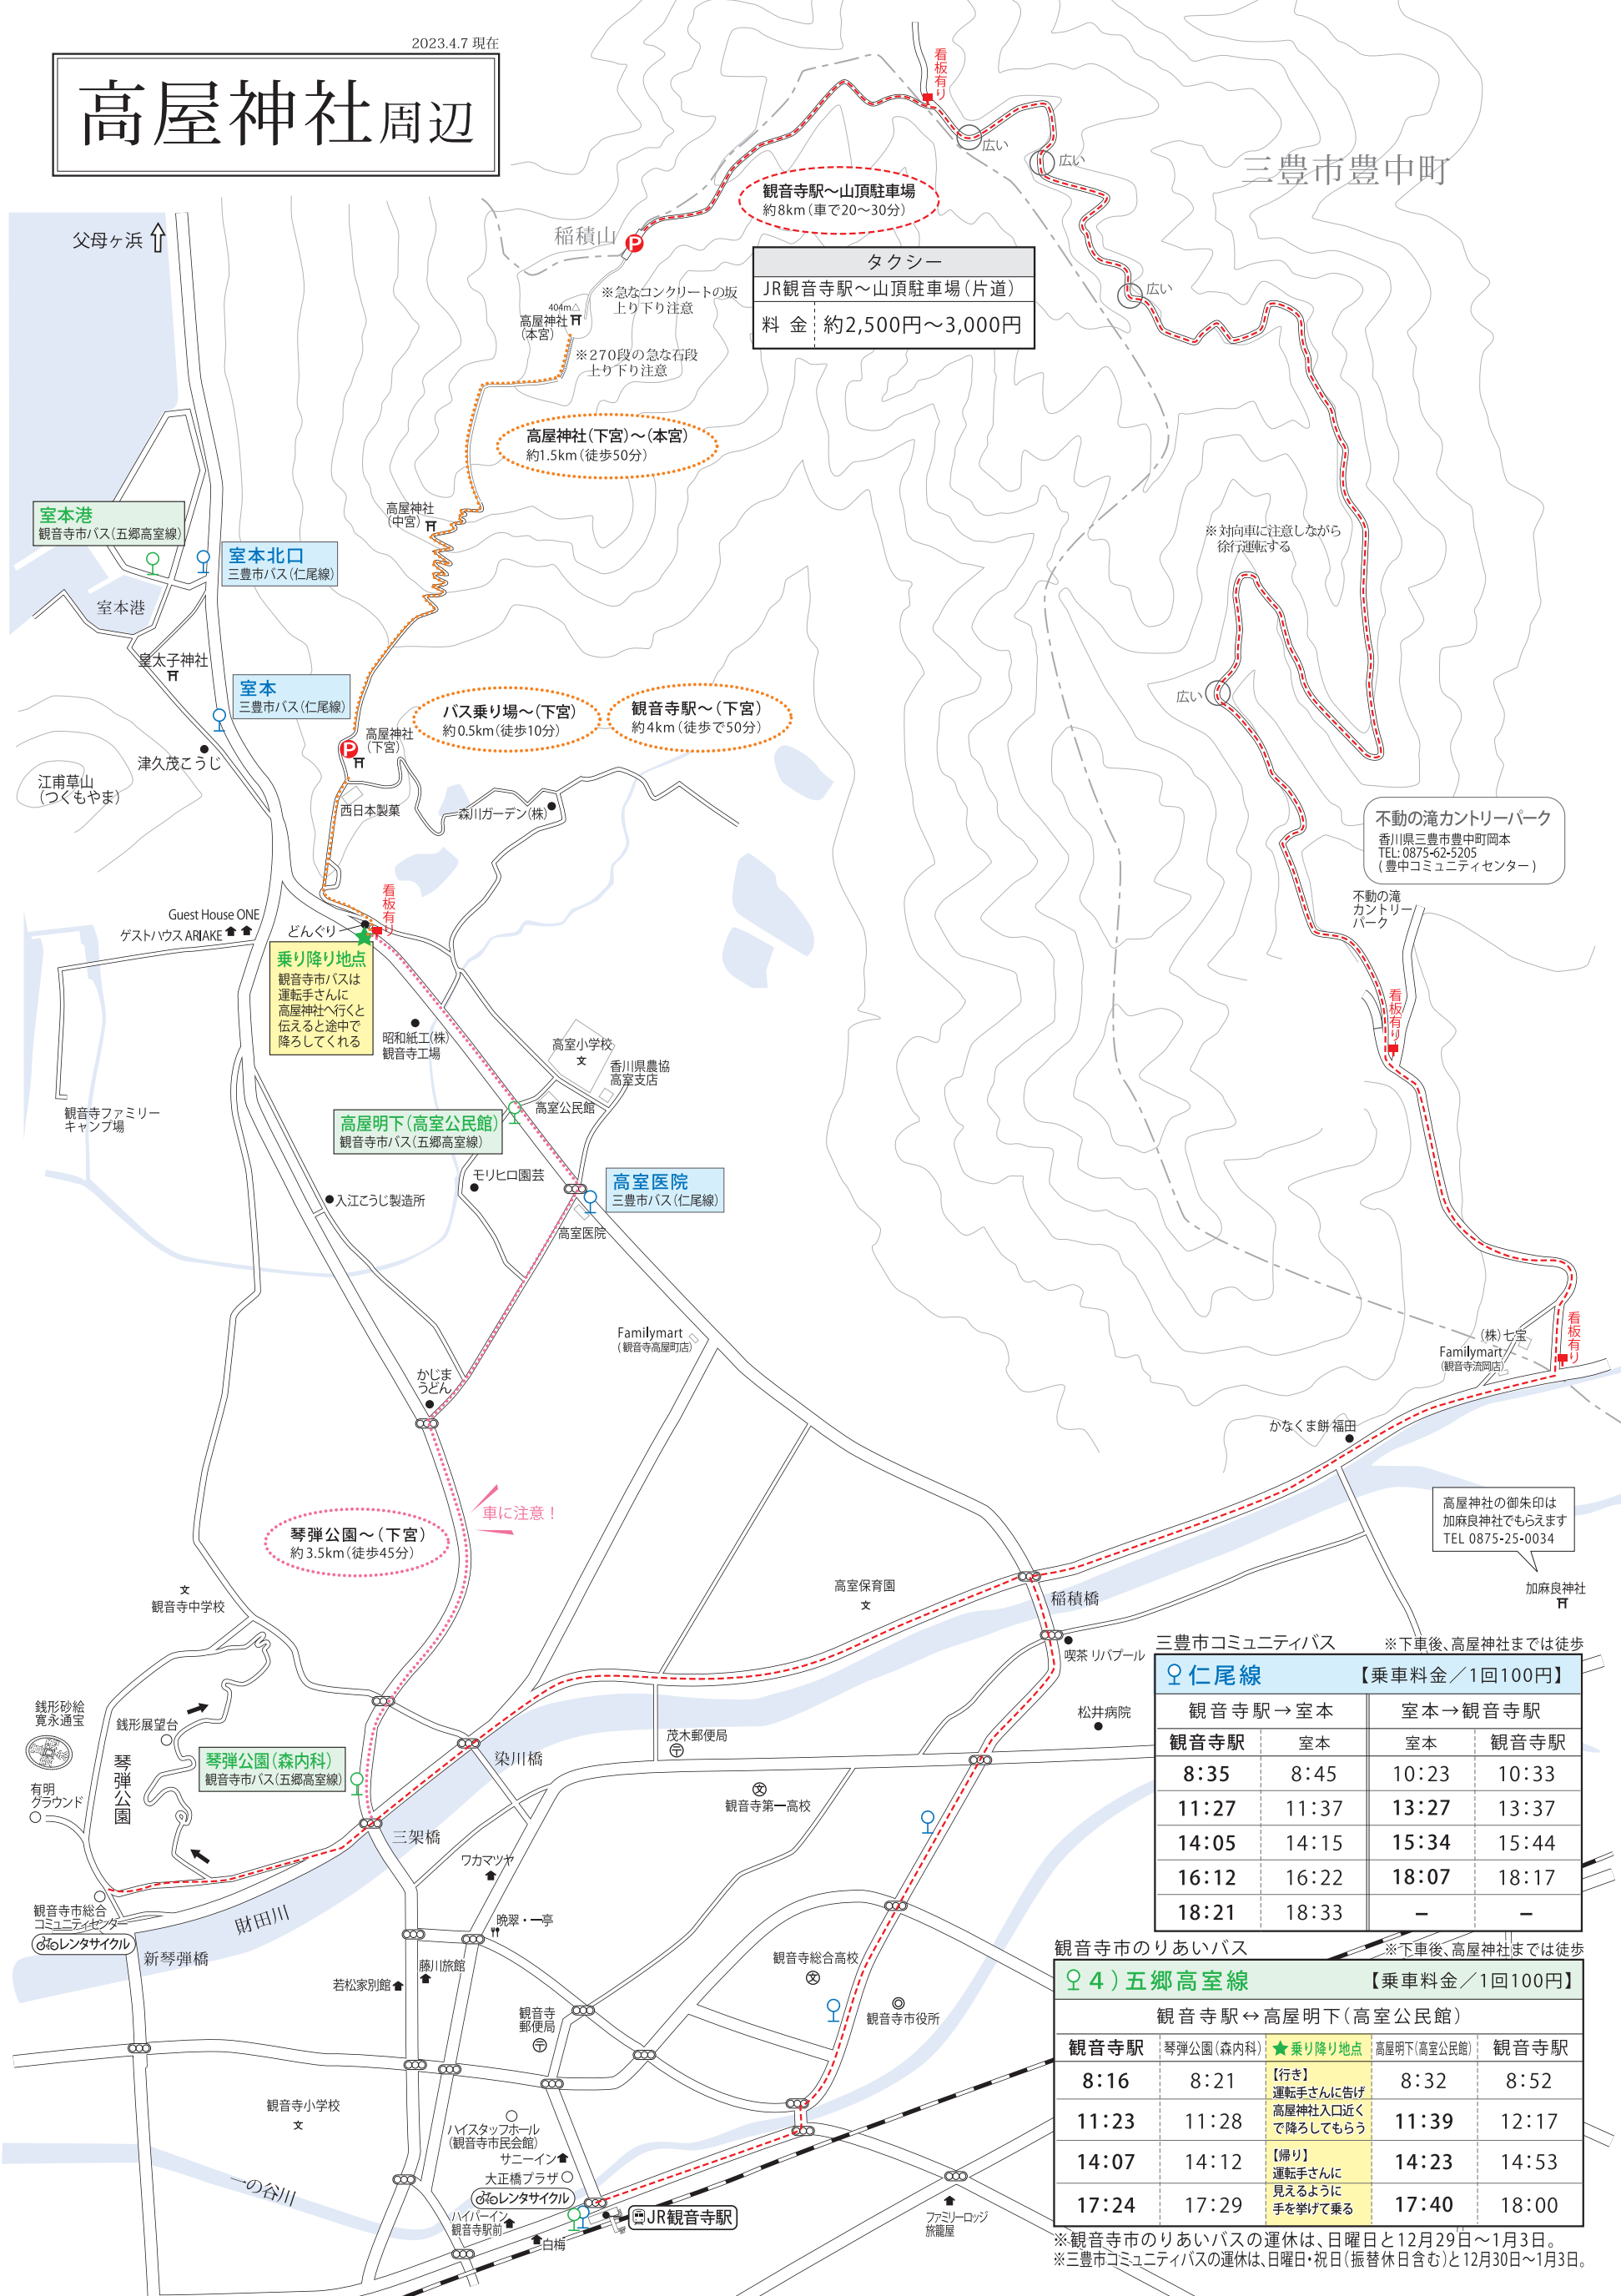 2023.4.7 現在
高屋神社周辺
看板有り
広い
広い
三豊市豊中町
観音寺駅〜山頂駐車場
約8km(車で20〜30分)
父母ヶ浜
稲積山
P
広い
タクシー
JR観音寺駅〜山頂駐車場(片道)
料 金 約2,500円〜3,000円
※急なコンクリートの坂
上り下り注意
404m△
高屋神社
(本宮)
※270段の急な石段
上り下り注意
高屋神社(下宮)〜(本宮)
約1.5km(徒歩50分)
高屋神社
(中宮)
室本港
観音寺市バス(五郷高室線)
室本北口
三豊市バス(仁尾線)
※対向車に注意しながら
徐行運転する
室本港
皇太子神社
室本
三豊市バス(仁尾線)
広い
バス乗り場〜(下宮)
約0.5km(徒歩10分)
観音寺駅〜(下宮)
約4km(徒歩で50分)
P
高屋神社
(下宮)
津久茂こうじ
江甫草山
(つくもやま)
西日本製菓
森川ガーデン(株)
不動の滝カントリーパーク
香川県三豊市豊中町岡本
TEL: 0875-62-5205
(豊中コミュニティセンター)
不動の滝
カントリー
パーク
看板有り
Guest House ONE
ゲストハウス ARIAKE
どんぐり
乗り降り地点
観音寺市バスは
運転手さんに
高屋神社へ行くと
伝えると途中で
降ろしてくれる
看板有り
昭和紙工(株)
観音寺工場
高室小学校
文
香川県農協
高室支店
高室公民館
観音寺ファミリー
キャンプ場
高屋明下(高室公民館)
観音寺市バス(五郷高室線)
モリヒロ園芸
高室医院
三豊市バス(仁尾線)
入江こうじ製造所
高室医院
Familymart
(観音寺高屋町店)
看板有り
(株)七宝
Familymart
(観音寺流岡店)
かじま
うどん
かなくま餅 福田
車に注意!
琴弾公園〜(下宮)
約3.5km(徒歩45分)
高屋神社の御朱印は
加麻良神社でもらえます
TEL 0875-25-0034
加麻良神社
文
観音寺中学校
高室保育園
文
稲積橋
喫茶 リバプール
松井病院
銭形砂絵
寛永通宝
銭形展望台
琴弾公園
有明
グラウンド
琴弾公園(森内科)
観音寺市バス(五郷高室線)
染川橋
茂木郵便局
文
観音寺第一高校
三架橋
ワカマツヤ
財田川
観音寺市総合
コミュニティセンター
レンタサイクル
新琴弾橋
晩翠・一亭
藤川旅館
若松家別館
観音寺総合高校
文
観音寺市役所
観音寺
郵便局
観音寺小学校
文
ハイスタッフホール
(観音寺市民会館)
サニーイン
大正橋プラザ
レンタサイクル
一の谷川
ハイパーイン
観音寺駅前
白梅
JR観音寺駅
ファミリーロッジ
旅籠屋
三豊市コミュニティバス ※下車後、高屋神社までは徒歩
仁尾線 【乗車料金/1回100円】
観音寺駅→室本 室本→観音寺駅
観音寺駅 室本 室本 観音寺駅
8:35 8:45 10:23 10:33
11:27 11:37 13:27 13:37
14:05 14:15 15:34 15:44
16:12 16:22 18:07 18:17
18:21 18:33 − −
観音寺市のりあいバス ※下車後、高屋神社までは徒歩
4)五郷高室線 【乗車料金/1回100円】
観音寺駅↔高屋明下(高室公民館)
観音寺駅 琴弾公園(森内科) ★乗り降り地点 高屋明下(高室公民館) 観音寺駅
8:16 8:21 8:32 8:52
11:23 11:28 11:39 12:17
14:07 14:12 14:23 14:53
17:24 17:29 17:40 18:00
【行き】
運転手さんに告げ
高屋神社入口近く
で降ろしてもらう
【帰り】
運転手さんに
見えるように
手を挙げて乗る
※観音寺市のりあいバスの運休は、日曜日と12月29日〜1月3日。
※三豊市コミュニティバスの運休は、日曜日・祝日(振替休日含む)と12月30日〜1月3日。